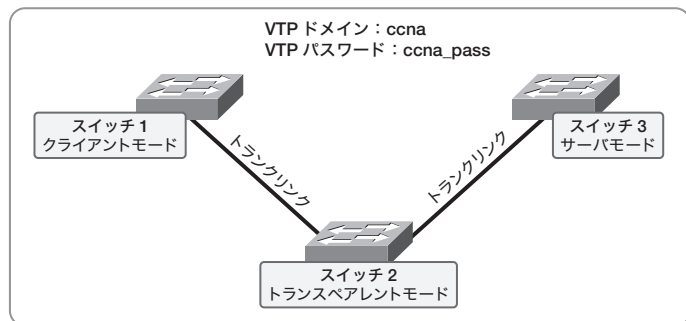 VTP ドメイン：ccna
VTP パスワード：ccna_pass
スイッチ 1
クライアントモード
スイッチ 3
サーバモード
トランクリンク
トランクリンク
スイッチ 2
トランスペアレントモード